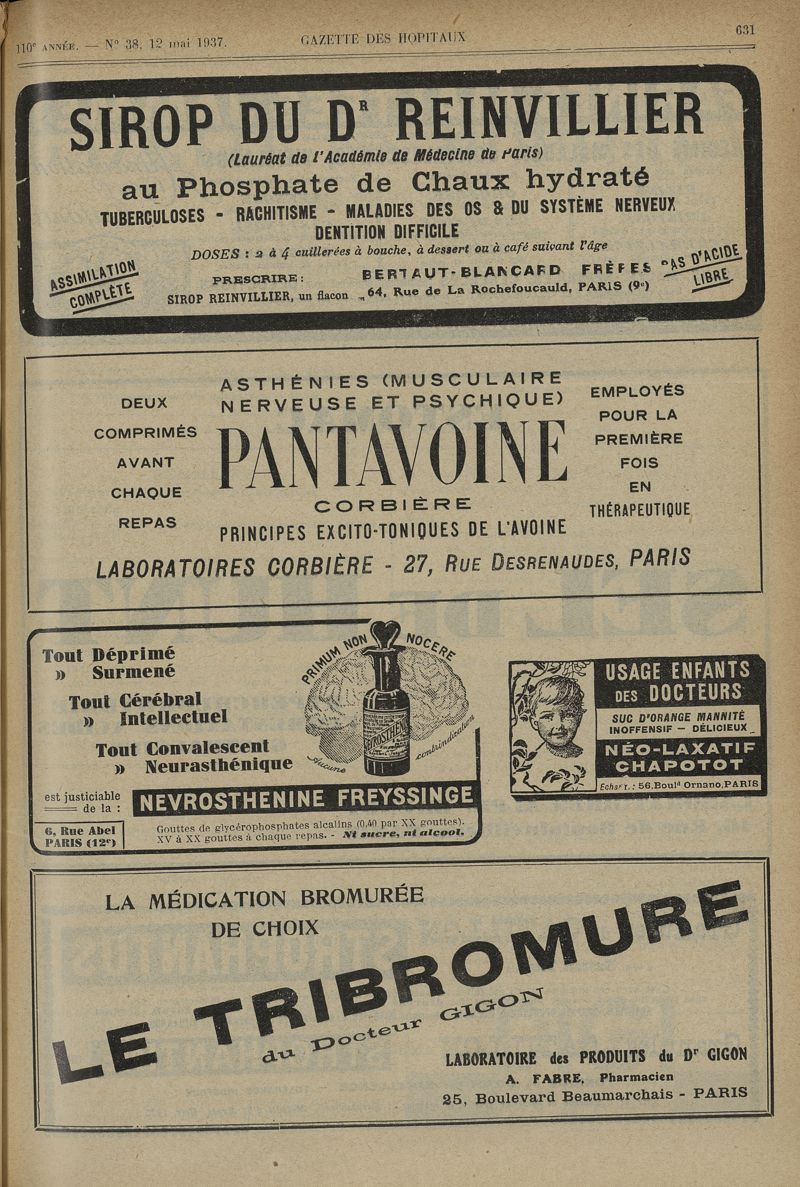 110e ANNÉE. — N° 38, 12 mai 1937.
GAZETTE DES HOPITAUX
631
SIROP DU DR REINVILLIER
(Lauréat de l'Académie de Médecine de Paris)
au Phosphate de Chaux hydraté
TUBERCULOSES - RACHITISME - MALADIES DES OS & DU SYSTÈME NERVEUX
DENTITION DIFFICILE
DOSES : 2 à 4 cuillerées à bouche, à dessert ou à café suivant l'âge
ASSIMILATION
COMPLÈTE
PRESCRIRE :
SIROP REINVILLIER, un flacon
BERTAUT-BLANCARD FRÈRES
64, Rue de La Rochefoucauld, PARIS (9e)
PAS D'ACIDE
LIBRE
DEUX
COMPRIMÉS
AVANT
CHAQUE
REPAS
ASTHÉNIES (MUSCULAIRE
NERVEUSE ET PSYCHIQUE)
PANTAVOINE
CORBIÈRE
PRINCIPES EXCITO-TONIQUES DE L'AVOINE
EMPLOYÉS
POUR LA
PREMIÈRE
FOIS
EN
THÉRAPEUTIQUE
LABORATOIRES CORBIÈRE - 27, RUE DESRENAUDES, PARIS
Tout Déprimé
» Surmené
Tout Cérébral
» Intellectuel
Tout Convalescent
» Neurasthénique
PRIMUM NON NOCERE
Aucune contrindication
est justiciable
de la :
NEVROSTHENINE FREYSSINGE
6, Rue Abel
PARIS (12e)
Gouttes de glycérophosphates alcalins (0,40 par XX gouttes).
XV à XX gouttes à chaque repas. - Ni sucre, ni alcool.
USAGE ENFANTS
DES DOCTEURS
SUC D'ORANGE MANNITÉ
INOFFENSIF — DÉLICIEUX
NÉO-LAXATIF
CHAPOTOT
Echant.: 56, Bould Ornano, PARIS
LA MÉDICATION BROMURÉE
DE CHOIX
LE TRIBROMURE
du Docteur GIGON
LABORATOIRE des PRODUITS du Dr GIGON
A. FABRE, Pharmacien
25, Boulevard Beaumarchais - PARIS